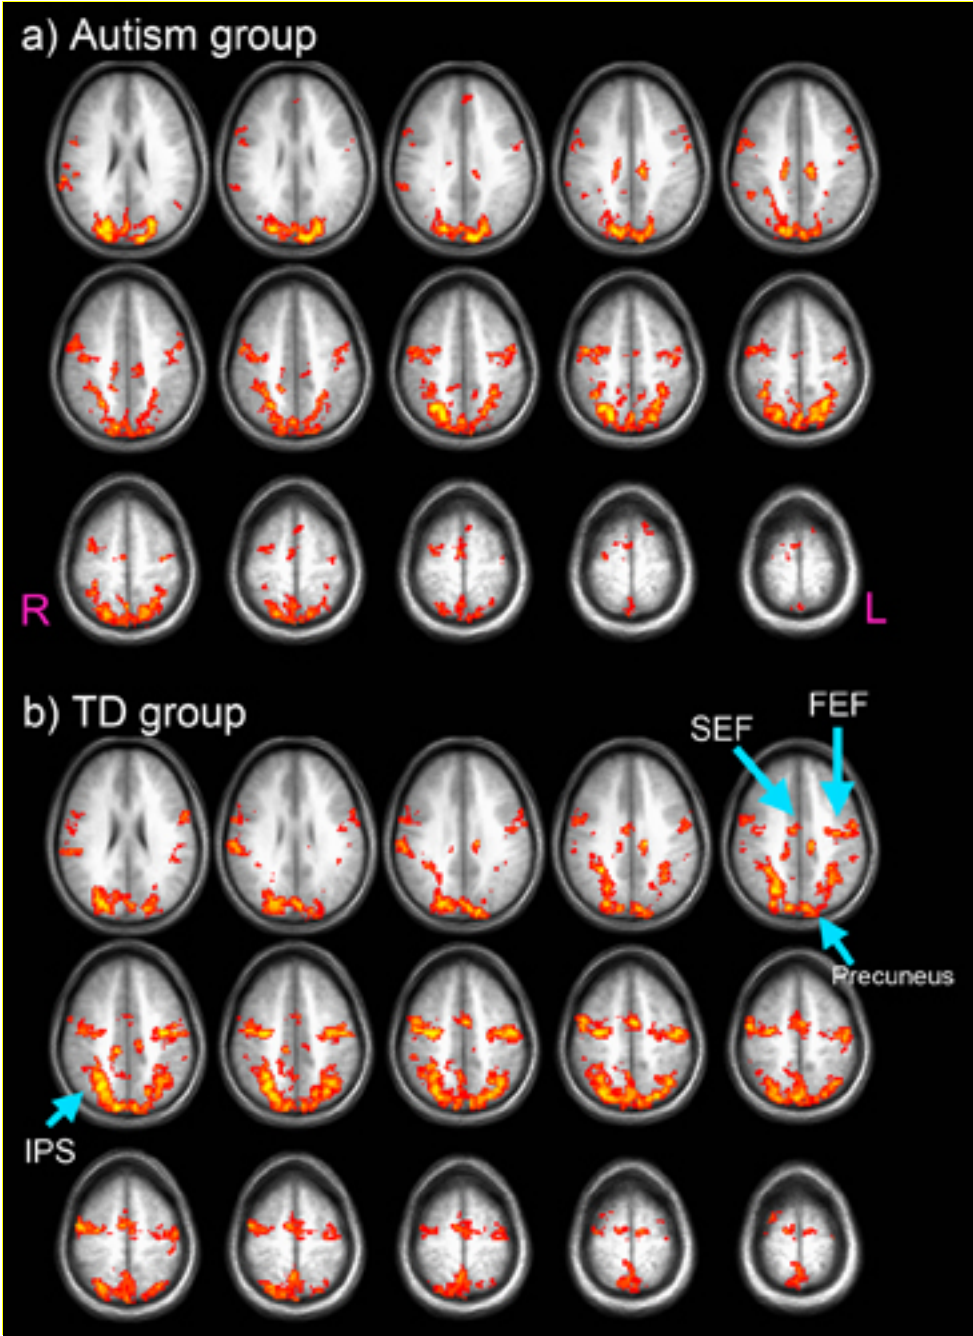 a) Autism group
R
L
b) TD group
SEF
FEF
Precuneus
IPS